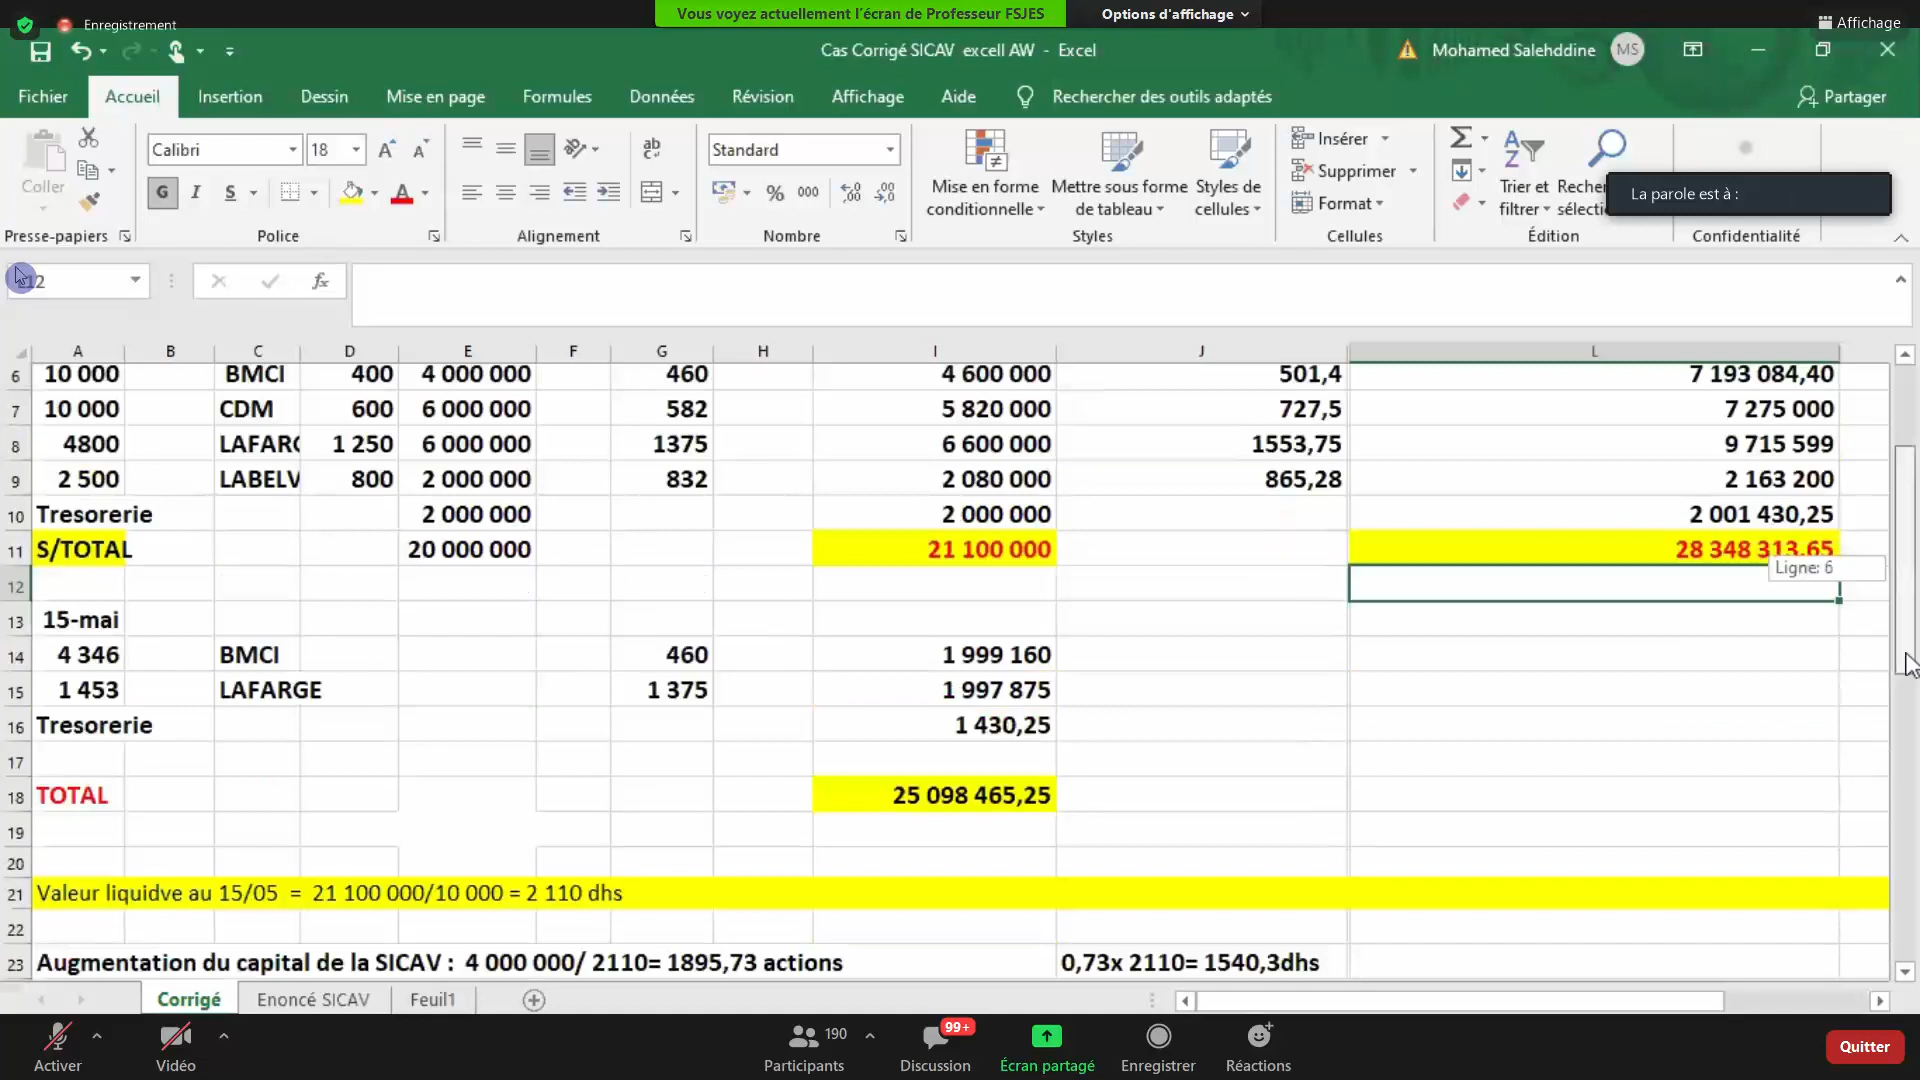 Enregistrement
Vous voyez actuellement l'écran de Professeur FSJES
Options d'affichage
Affichage
Cas Corrigé SICAV excell AW - Excel
Mohamed Salehddine
MS
Fichier
Accueil
Insertion
Dessin
Mise en page
Formules
Données
Révision
Affichage
Aide
Rechercher des outils adaptés
Partager
Coller
Calibri
18
G I S
Standard
% 000
Mise en forme conditionnelle
Mettre sous forme de tableau
Styles de cellules
Insérer
Supprimer
Format
Trier et filtrer
La parole est à :
Presse-papiers
Police
Alignement
Nombre
Styles
Cellules
Édition
Confidentialité
fx
A B C D E F G H I J L
6 10 000 BMCI 400 4 000 000 460 4 600 000 501,4 7 193 084,40
7 10 000 CDM 600 6 000 000 582 5 820 000 727,5 7 275 000
8 4800 LAFARG 1 250 6 000 000 1375 6 600 000 1553,75 9 715 599
9 2 500 LABELV 800 2 000 000 832 2 080 000 865,28 2 163 200
10 Tresorerie 2 000 000 2 000 000 2 001 430,25
11 S/TOTAL 20 000 000 21 100 000 28 348 313,65
Ligne: 6
12
13 15-mai
14 4 346 BMCI 460 1 999 160
15 1 453 LAFARGE 1 375 1 997 875
16 Tresorerie 1 430,25
17
18 TOTAL 25 098 465,25
19
20
21 Valeur liquidve au 15/05 = 21 100 000/10 000 = 2 110 dhs
22
23 Augmentation du capital de la SICAV : 4 000 000/ 2110= 1895,73 actions 0,73x 2110= 1540,3dhs
Corrigé
Enoncé SICAV
Feuil1
Activer
Vidéo
190
Participants
99+
Discussion
Écran partagé
Enregistrer
Réactions
Quitter